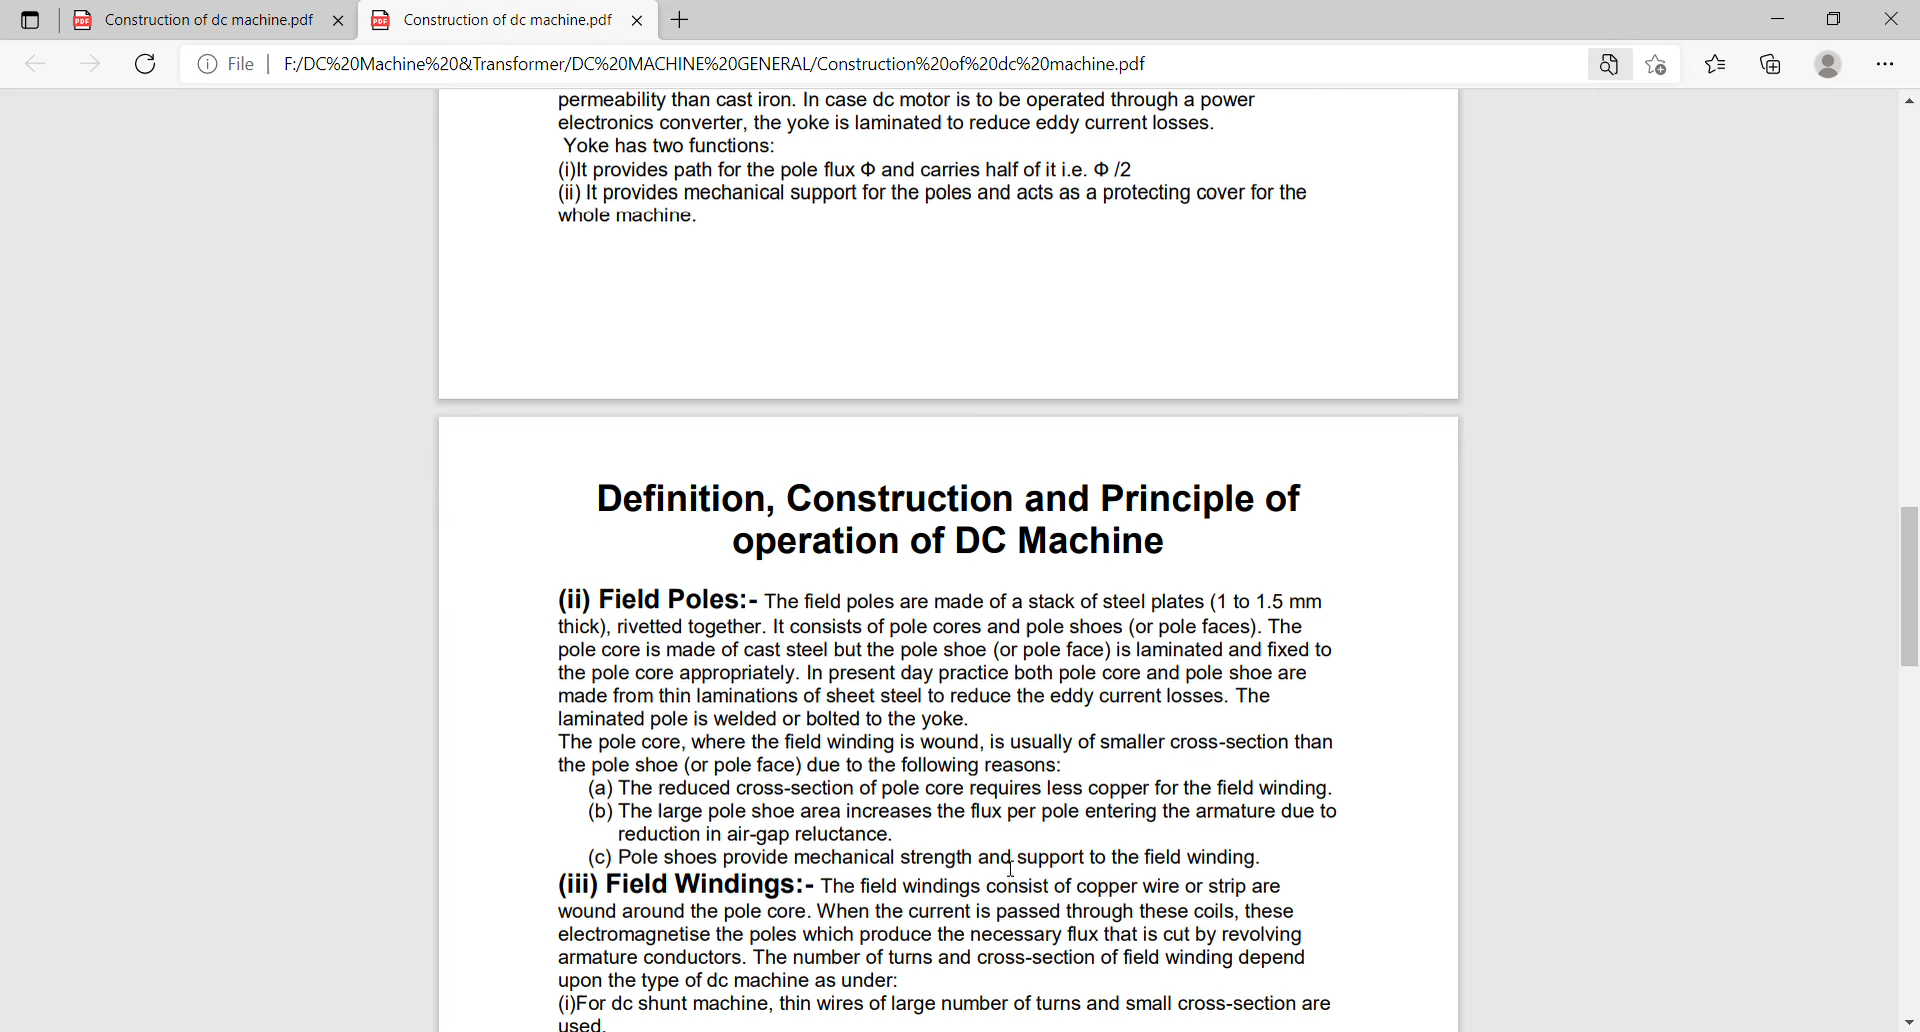 Construction of dc machine.pdf
Construction of dc machine.pdf
File
F:/DC%20Machine%20&Transformer/DC%20MACHINE%20GENERAL/Construction%20of%20dc%20machine.pdf
permeability than cast iron. In case dc motor is to be operated through a power
electronics converter, the yoke is laminated to reduce eddy current losses.
Yoke has two functions:
(i)It provides path for the pole flux Φ and carries half of it i.e. Φ /2
(ii) It provides mechanical support for the poles and acts as a protecting cover for the
whole machine.
Definition, Construction and Principle of
operation of DC Machine
(ii) Field Poles:- The field poles are made of a stack of steel plates (1 to 1.5 mm
thick), rivetted together. It consists of pole cores and pole shoes (or pole faces). The
pole core is made of cast steel but the pole shoe (or pole face) is laminated and fixed to
the pole core appropriately. In present day practice both pole core and pole shoe are
made from thin laminations of sheet steel to reduce the eddy current losses. The
laminated pole is welded or bolted to the yoke.
The pole core, where the field winding is wound, is usually of smaller cross-section than
the pole shoe (or pole face) due to the following reasons:
(a) The reduced cross-section of pole core requires less copper for the field winding.
(b) The large pole shoe area increases the flux per pole entering the armature due to
reduction in air-gap reluctance.
(c) Pole shoes provide mechanical strength and support to the field winding.
(iii) Field Windings:- The field windings consist of copper wire or strip are
wound around the pole core. When the current is passed through these coils, these
electromagnetise the poles which produce the necessary flux that is cut by revolving
armature conductors. The number of turns and cross-section of field winding depend
upon the type of dc machine as under:
(i)For dc shunt machine, thin wires of large number of turns and small cross-section are
used.